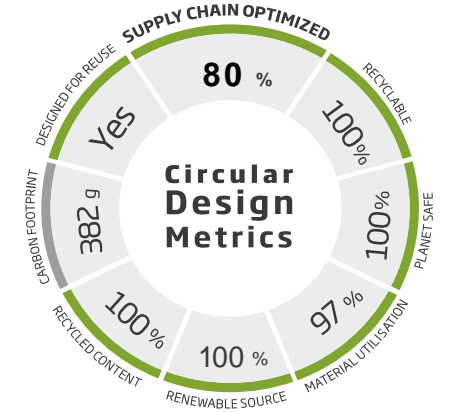 SUPPLY CHAIN OPTIMIZED
80 %
RECYCLABLE
100%
PLANET SAFE
100%
MATERIAL UTILISATION
97 %
RENEWABLE SOURCE
100 %
RECYCLED CONTENT
100%
CARBON FOOTPRINT
382 g
DESIGNED FOR REUSE
Yes
Circular
Design
Metrics